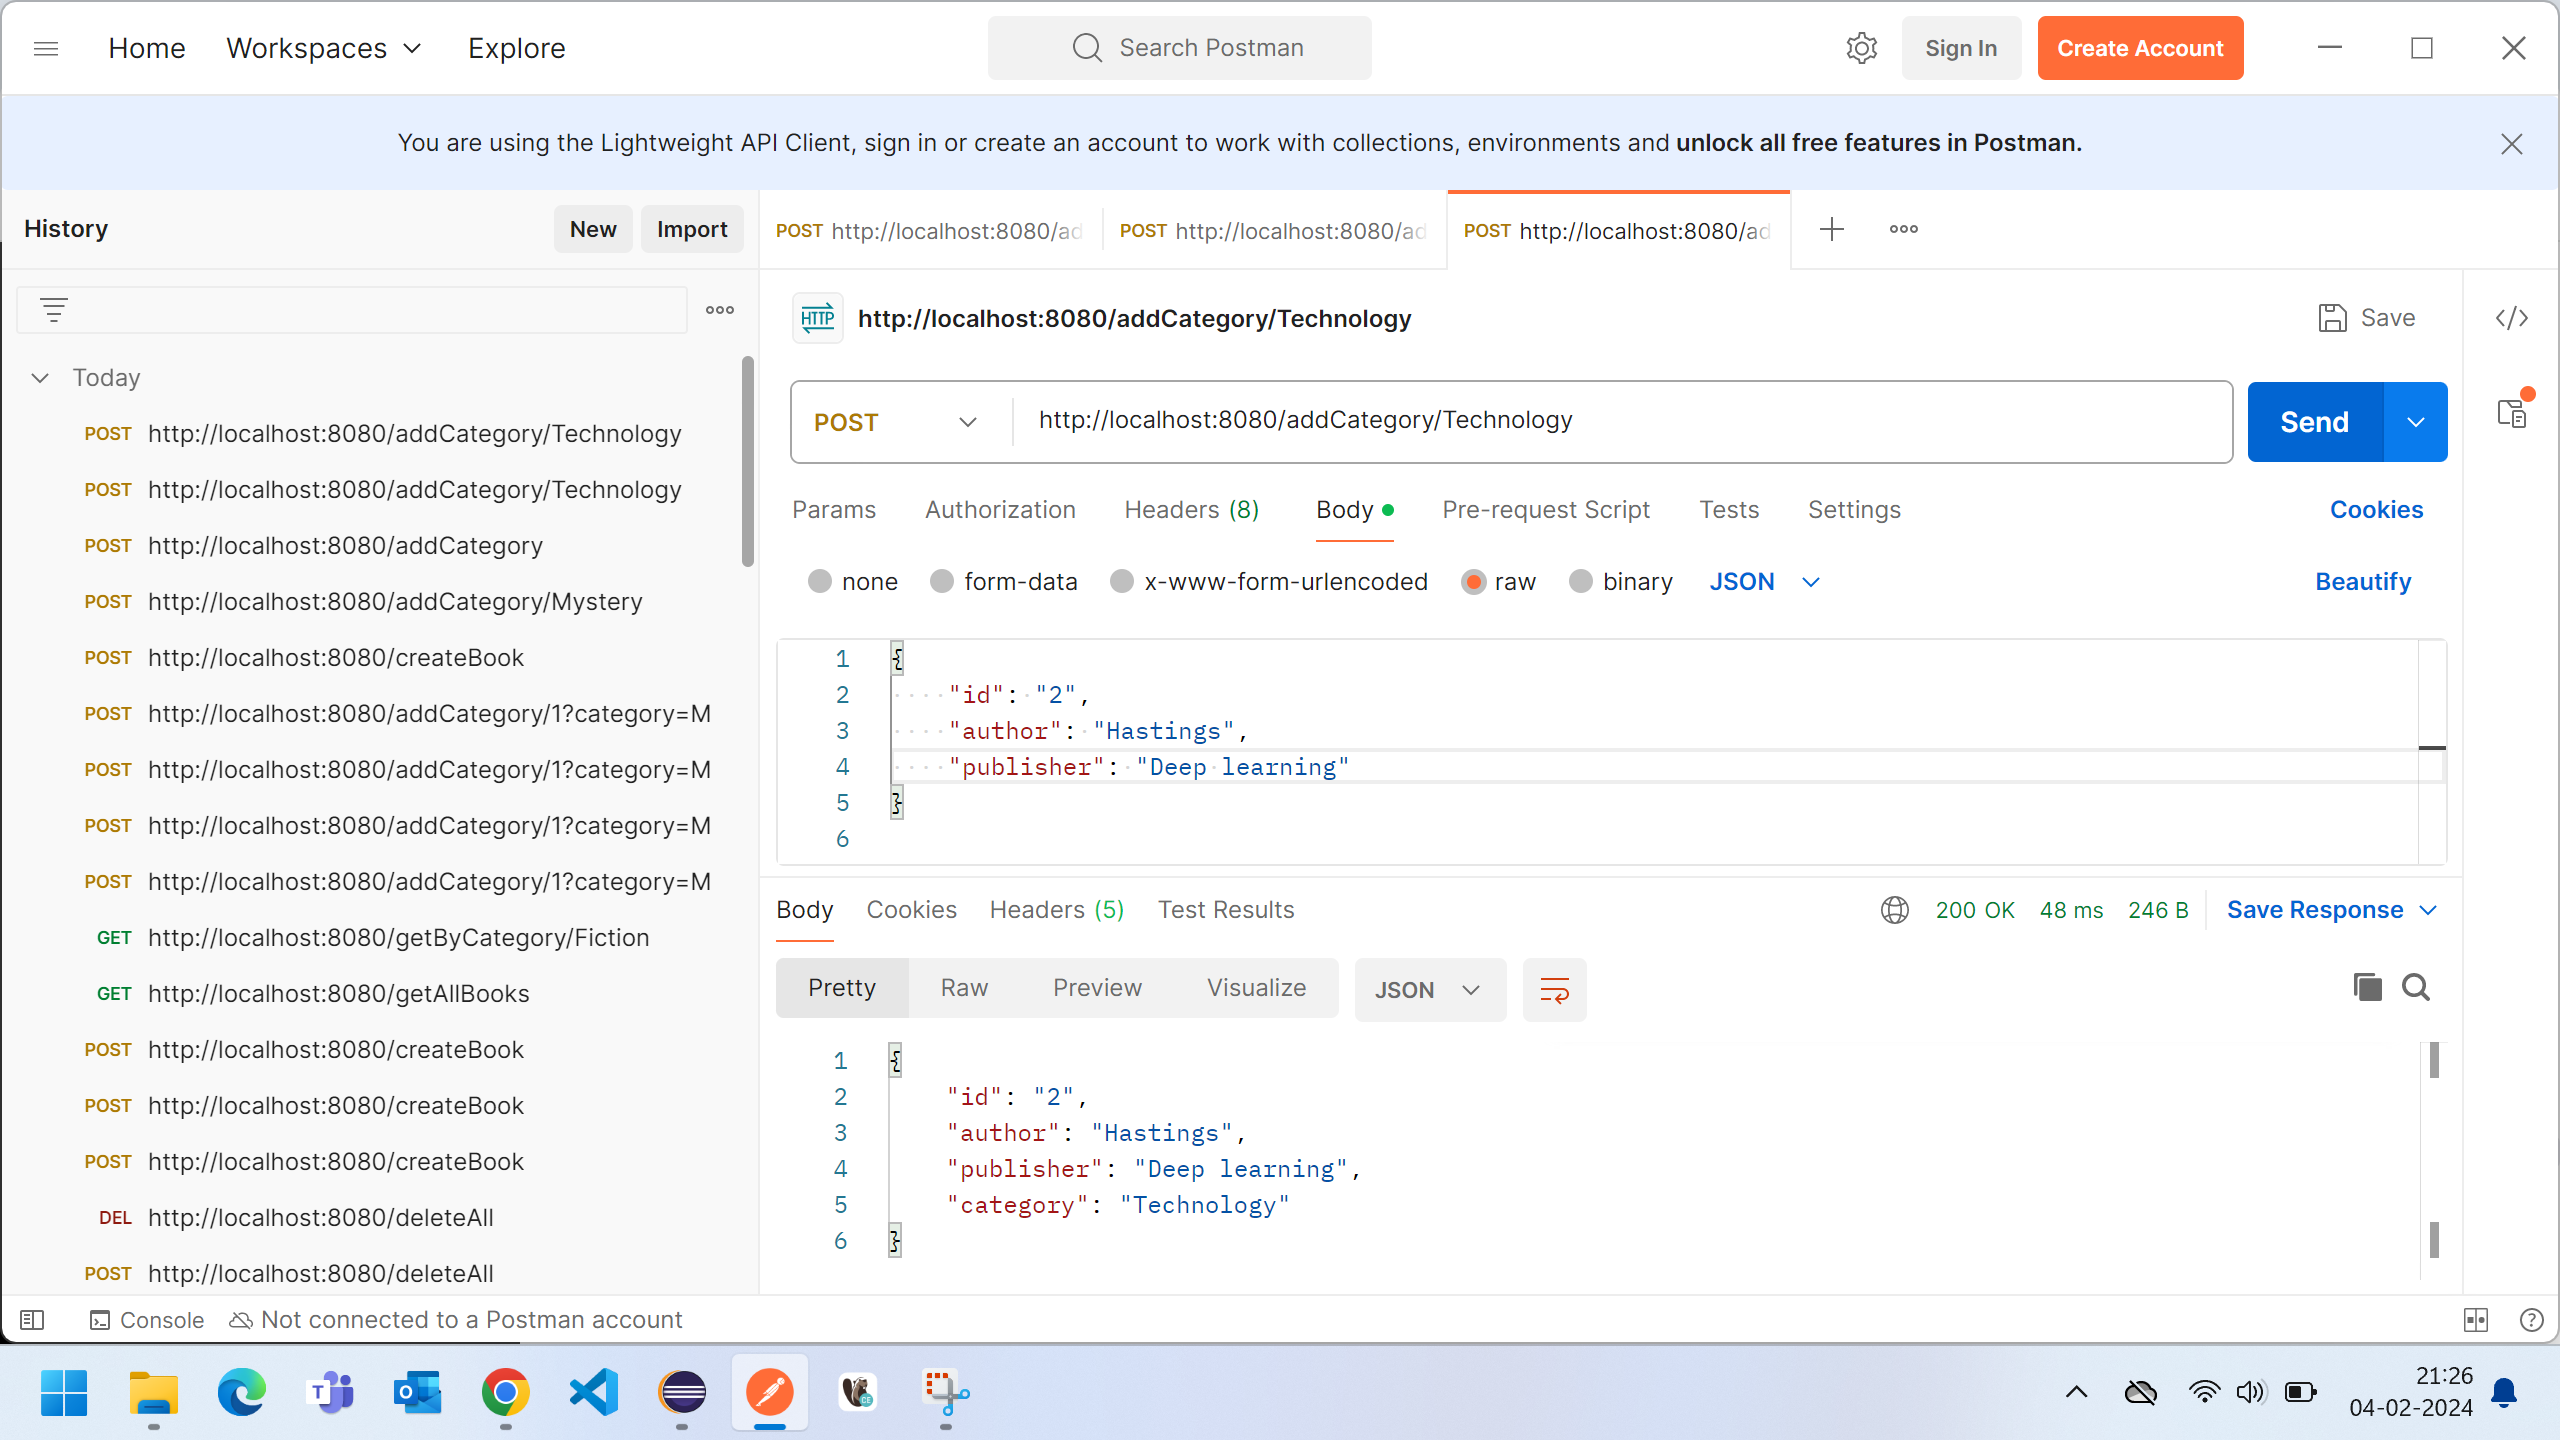 Home Workspaces Explore Search Postman Sign In Create Account
You are using the Lightweight API Client, sign in or create an account to work with collections, environments and unlock all free features in Postman.
History New Import
POST http://localhost:8080/ad POST http://localhost:8080/ad POST http://localhost:8080/ad
HTTP http://localhost:8080/addCategory/Technology Save
Today
POST http://localhost:8080/addCategory/Technology
POST http://localhost:8080/addCategory/Technology
POST http://localhost:8080/addCategory
POST http://localhost:8080/addCategory/Mystery
POST http://localhost:8080/createBook
POST http://localhost:8080/addCategory/1?category=M
POST http://localhost:8080/addCategory/1?category=M
POST http://localhost:8080/addCategory/1?category=M
POST http://localhost:8080/addCategory/1?category=M
GET http://localhost:8080/getByCategory/Fiction
GET http://localhost:8080/getAllBooks
POST http://localhost:8080/createBook
POST http://localhost:8080/createBook
POST http://localhost:8080/createBook
DEL http://localhost:8080/deleteAll
POST http://localhost:8080/deleteAll
POST http://localhost:8080/addCategory/Technology Send
Params Authorization Headers (8) Body Pre-request Script Tests Settings Cookies
none form-data x-www-form-urlencoded raw binary JSON Beautify
1 {
2 "id": "2",
3 "author": "Hastings",
4 "publisher": "Deep learning"
5 }
6
Body Cookies Headers (5) Test Results 200 OK 48 ms 246 B Save Response
Pretty Raw Preview Visualize JSON
1 {
2 "id": "2",
3 "author": "Hastings",
4 "publisher": "Deep learning",
5 "category": "Technology"
6 }
Console Not connected to a Postman account
21:26
04-02-2024